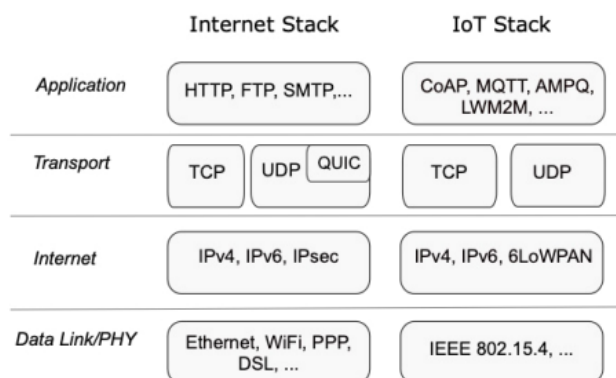 Internet Stack IoT Stack
Application
HTTP, FTP, SMTP,...
CoAP, MQTT, AMPQ,
LWM2M, ...
Transport
TCP
UDP
QUIC
TCP
UDP
Internet
IPv4, IPv6, IPsec
IPv4, IPv6, 6LoWPAN
Data Link/PHY
Ethernet, WiFi, PPP,
DSL, ...
IEEE 802.15.4, ...